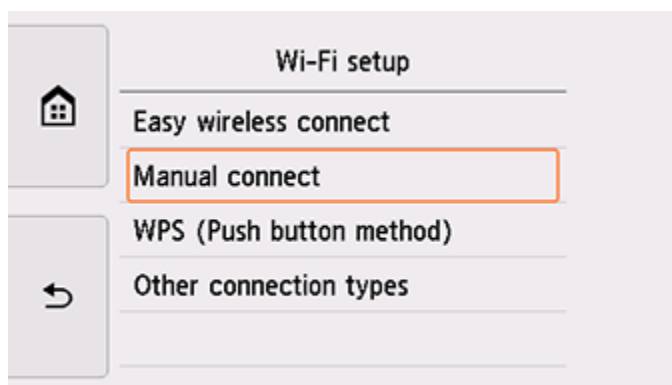 Wi-Fi setup
Easy wireless connect
Manual connect
WPS (Push button method)
Other connection types